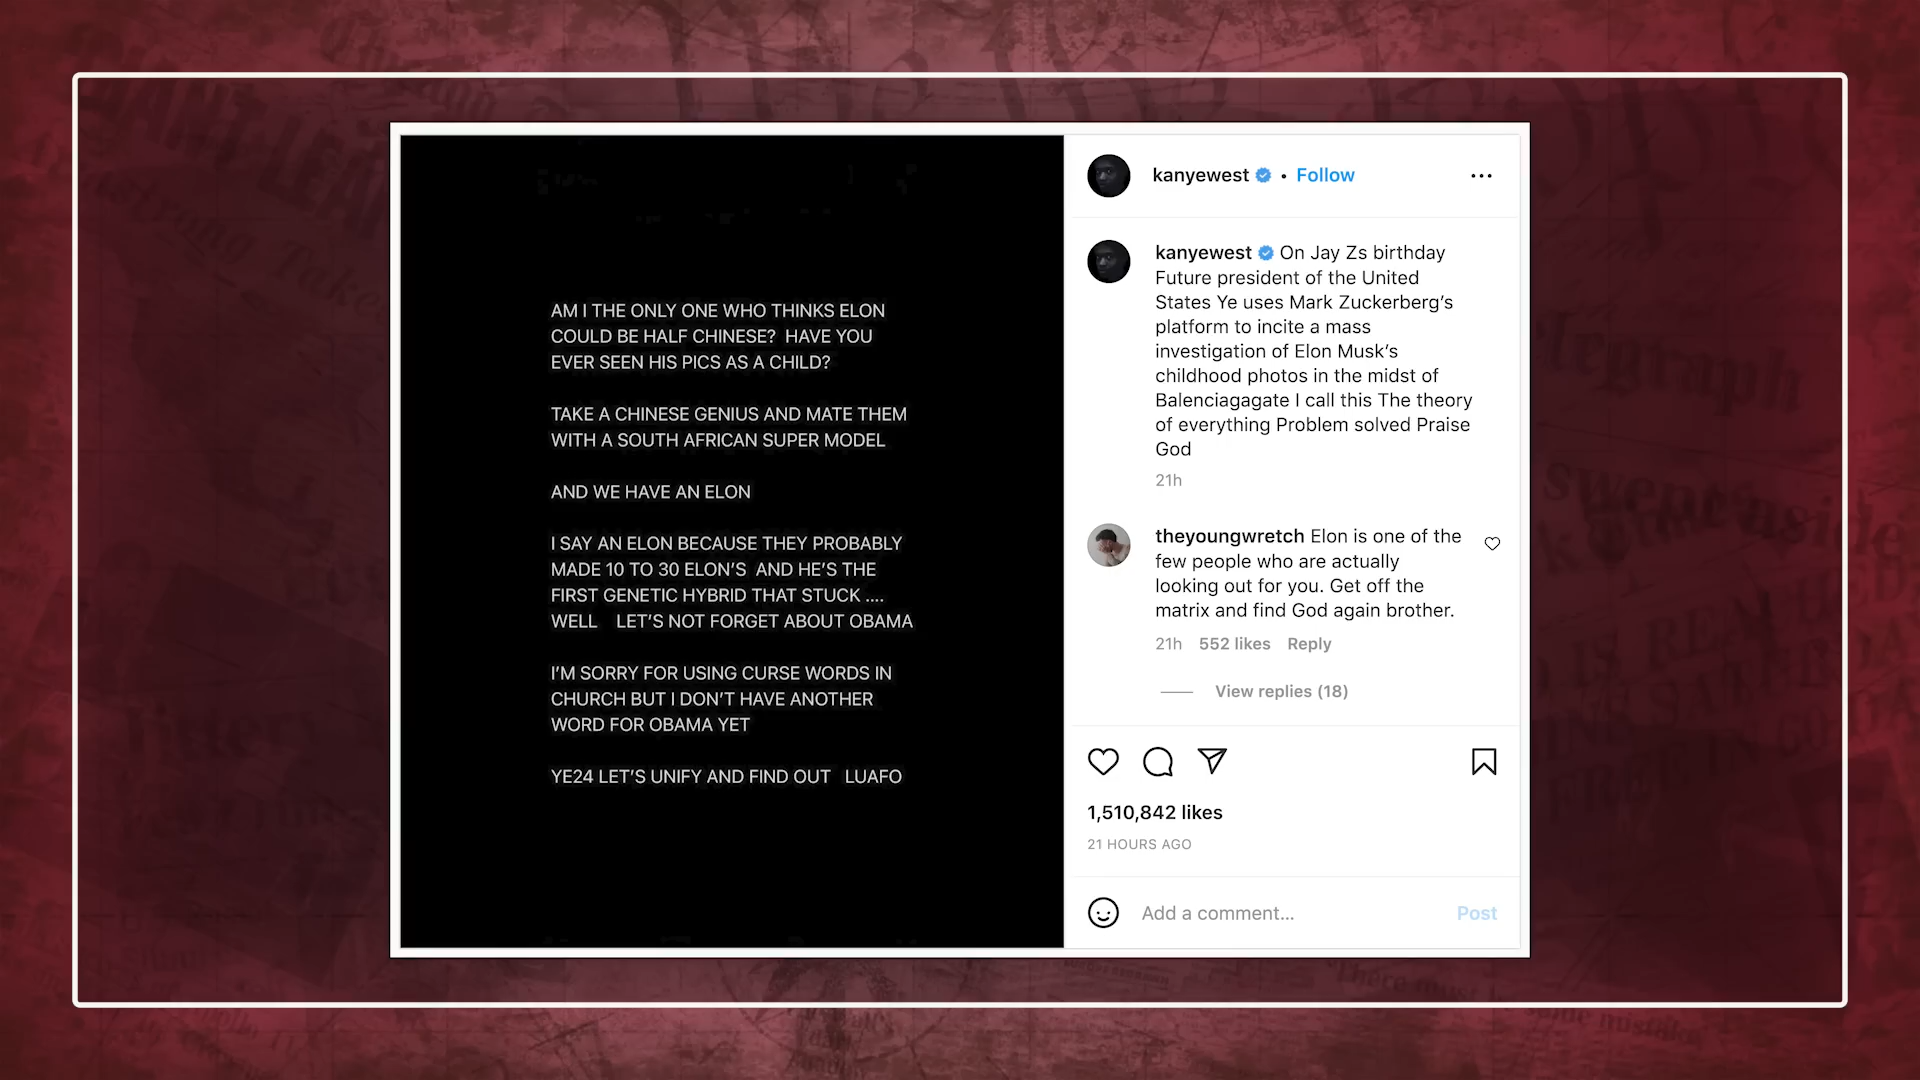 AM I THE ONLY ONE WHO THINKS ELON
COULD BE HALF CHINESE?  HAVE YOU
EVER SEEN HIS PICS AS A CHILD?
TAKE A CHINESE GENIUS AND MATE THEM
WITH A SOUTH AFRICAN SUPER MODEL
AND WE HAVE AN ELON
I SAY AN ELON BECAUSE THEY PROBABLY
MADE 10 TO 30 ELON'S  AND HE'S THE
FIRST GENETIC HYBRID THAT STUCK ....
WELL   LET'S NOT FORGET ABOUT OBAMA
I'M SORRY FOR USING CURSE WORDS IN
CHURCH BUT I DON'T HAVE ANOTHER
WORD FOR OBAMA YET
YE24 LET'S UNIFY AND FIND OUT   LUAFO
kanyewest • Follow
kanyewest On Jay Zs birthday
Future president of the United
States Ye uses Mark Zuckerberg's
platform to incite a mass
investigation of Elon Musk's
childhood photos in the midst of
Balenciagagate I call this The theory
of everything Problem solved Praise
God
21h
theyoungwretch Elon is one of the
few people who are actually
looking out for you. Get off the
matrix and find God again brother.
21h 552 likes Reply
View replies (18)
1,510,842 likes
21 HOURS AGO
Add a comment... Post